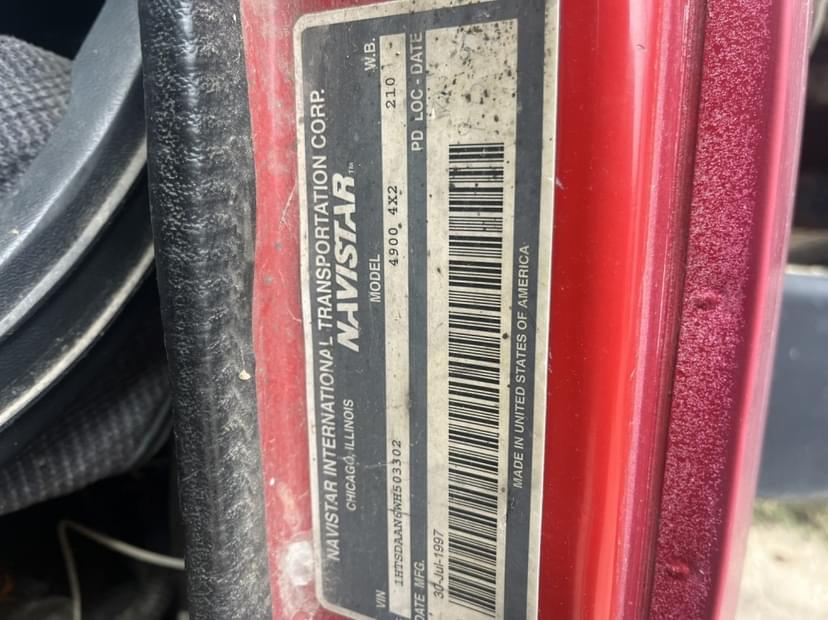 NAVISTAR INTERNATIONAL TRANSPORTATION CORP.
CHICAGO, ILLINOIS NAVISTAR™
VIN MODEL W.B.
1HTSDAAN6WH503302 4900 4X2 210
DATE MFG. PD LOC - DATE
30-Jul-1997
MADE IN UNITED STATES OF AMERICA